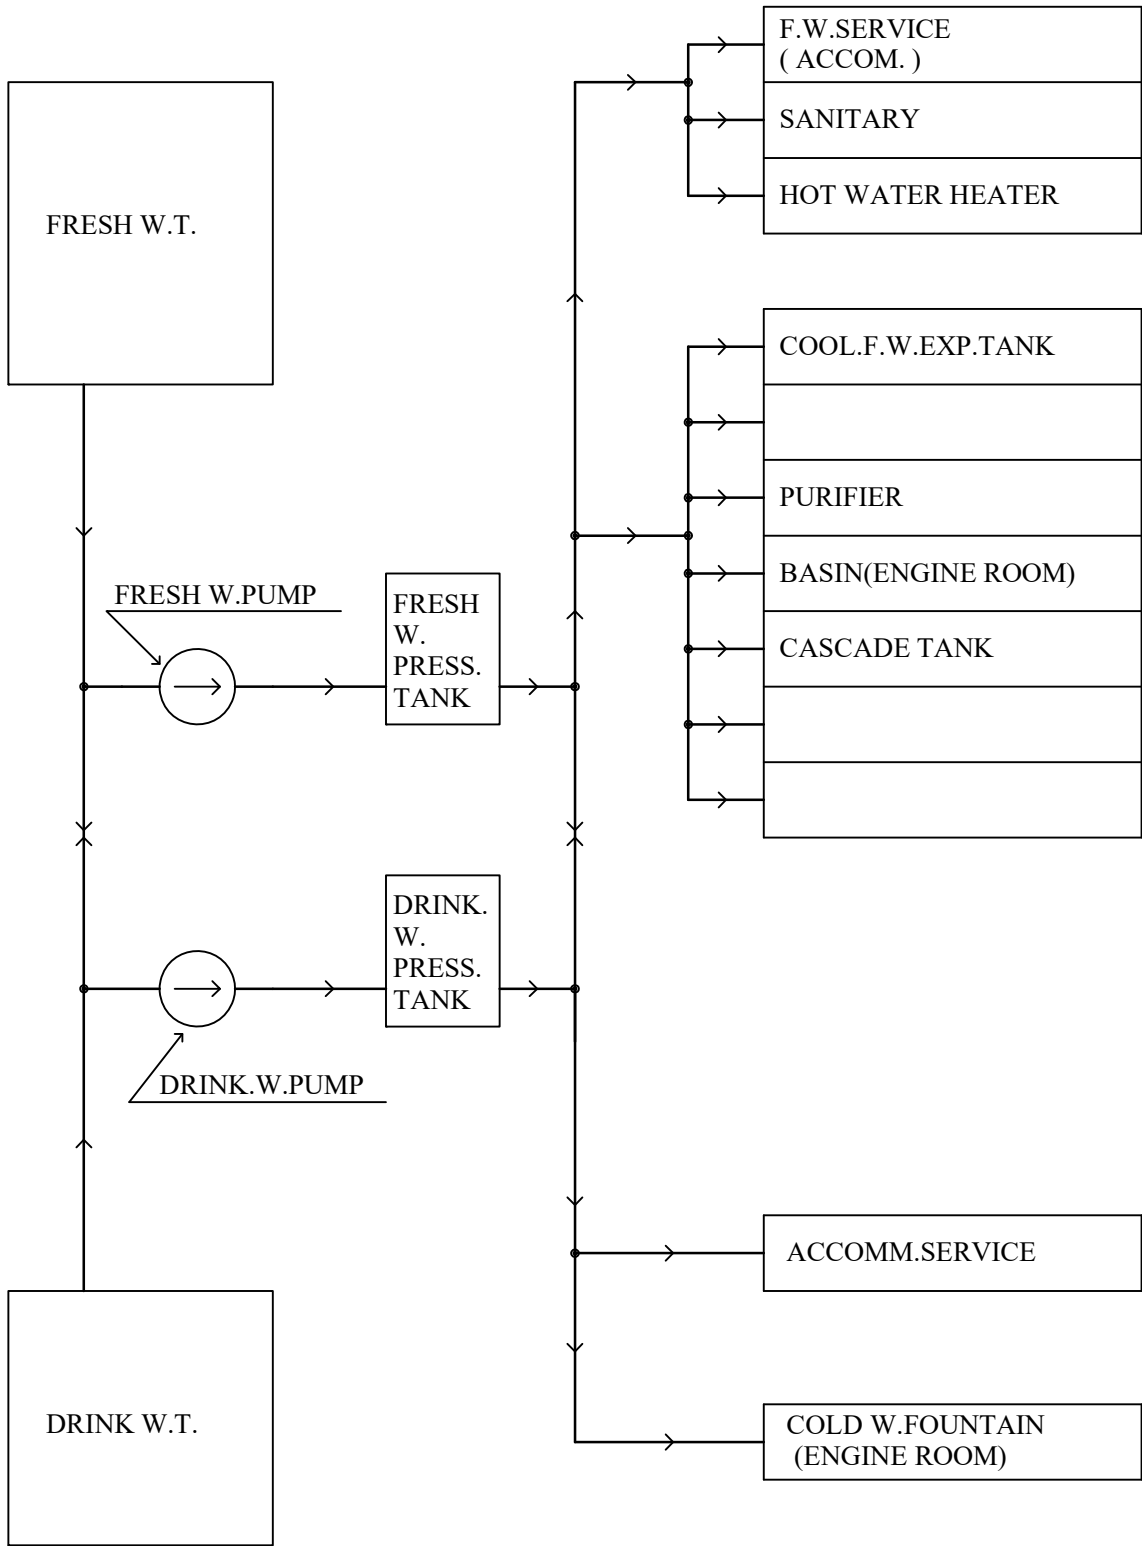 F.W.SERVICE
( ACCOM. )
SANITARY
HOT WATER HEATER
FRESH W.T.
COOL.F.W.EXP.TANK
PURIFIER
BASIN(ENGINE ROOM)
CASCADE TANK
FRESH W.PUMP
FRESH
W.
PRESS.
TANK
DRINK.
W.
PRESS.
TANK
DRINK.W.PUMP
ACCOMM.SERVICE
DRINK W.T.
COLD W.FOUNTAIN
(ENGINE ROOM)